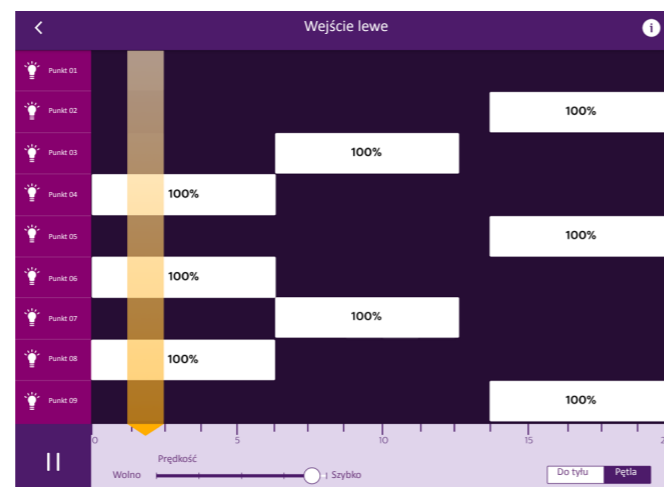 Wejście lewe
i
Punkt 01
Punkt 02
100%
Punkt 03
100%
Punkt 04
100%
Punkt 05
100%
Punkt 06
100%
Punkt 07
100%
Punkt 08
100%
Punkt 09
100%
0 5 10 15 2
Prędkość
Wolno Szybko
Do tyłu Pętla